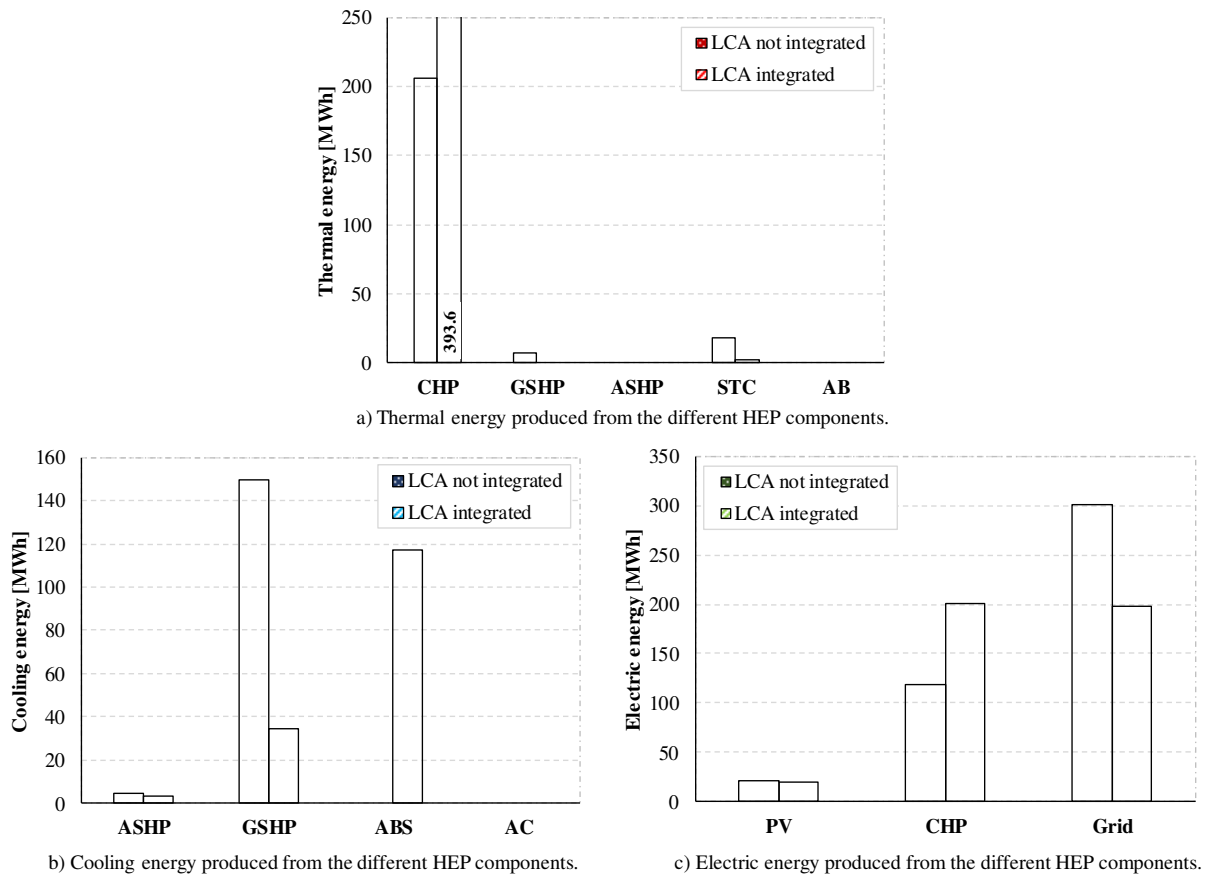 250
200
150
100
50
0
Thermal energy [MWh]
LCA not integrated
LCA integrated
393.6
CHP GSHP ASHP STC AB
a) Thermal energy produced from the different HEP components.
160
140
120
100
80
60
40
20
0
Cooling energy [MWh]
LCA not integrated
LCA integrated
ASHP GSHP ABS AC
b) Cooling energy produced from the different HEP components.
350
300
250
200
150
100
50
0
Electric energy [MWh]
LCA not integrated
LCA integrated
PV CHP Grid
c) Electric energy produced from the different HEP components.